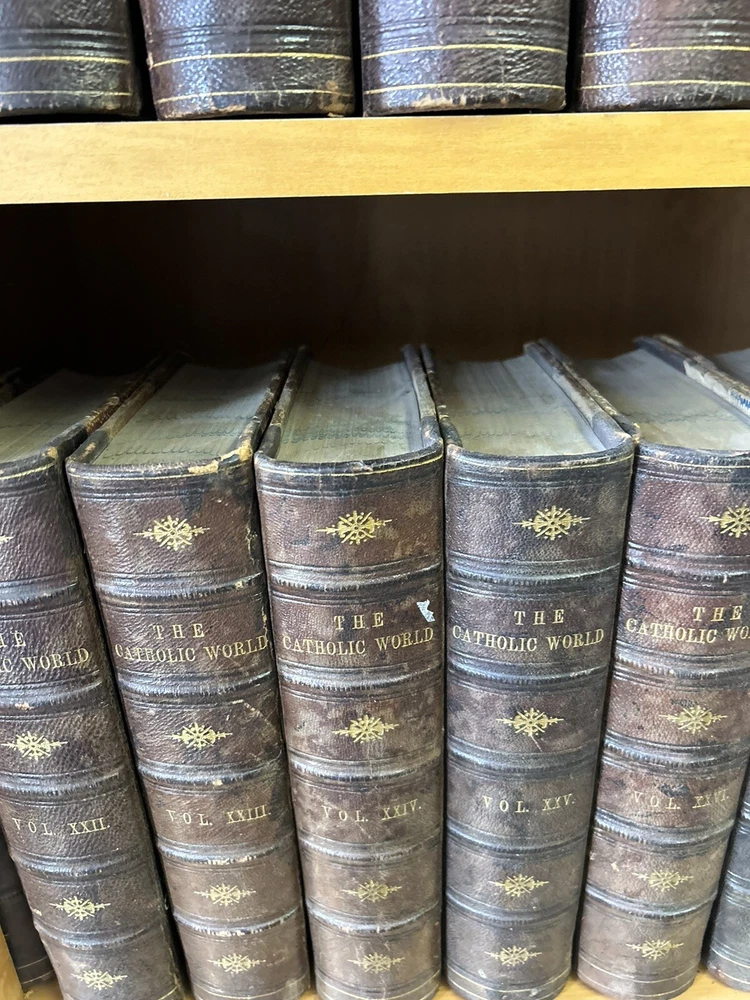 C WORLD
VOL. XXII.
THE
CATHOLIC WORLD
VOL. XXIII.
THE
CATHOLIC WORLD
VOL. XXIV.
THE
CATHOLIC WORLD
VOL. XXV.
THE
CATHOLIC WO
VOL. XXVI.